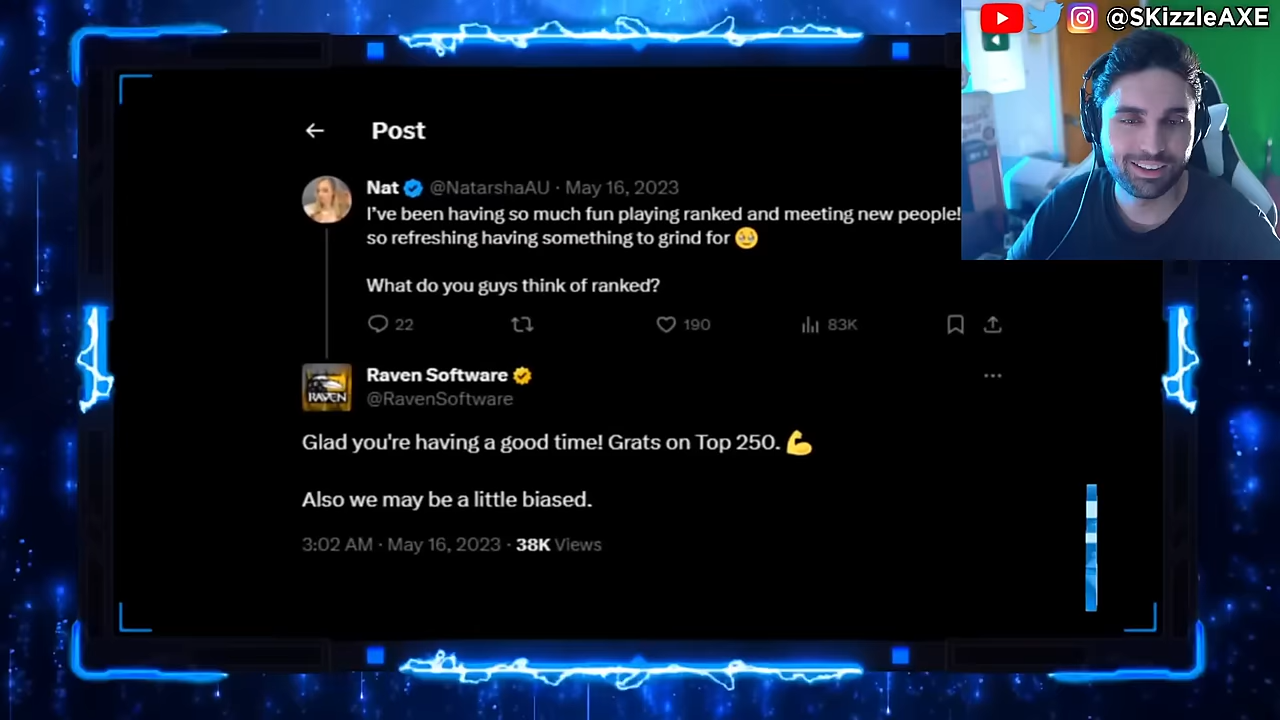 @SKizzleAXE
Post
Nat @NatarshaAU · May 16, 2023
I've been having so much fun playing ranked and meeting new people!
so refreshing having something to grind for 🥹
What do you guys think of ranked?
22 190 83K
RAVEN
Raven Software
@RavenSoftware
Glad you're having a good time! Grats on Top 250. 💪
Also we may be a little biased.
3:02 AM · May 16, 2023 · 38K Views